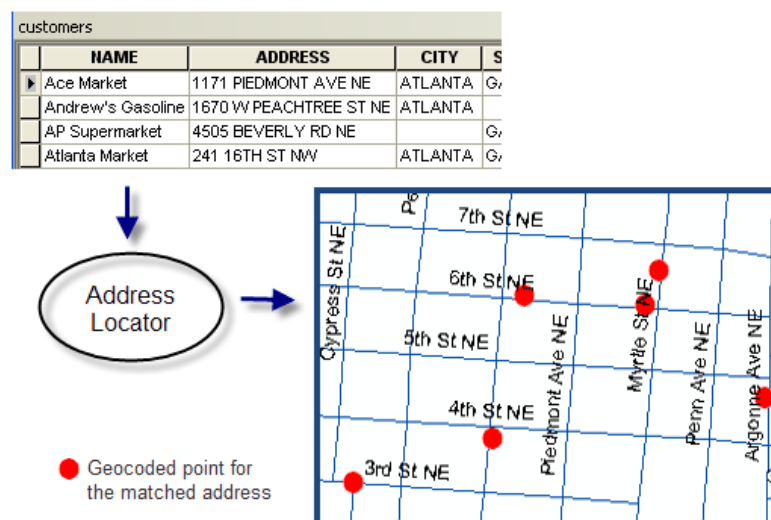 customers
NAME ADDRESS CITY
Ace Market 1171 PIEDMONT AVE NE ATLANTA
Andrew's Gasoline 1670 W PEACHTREE ST NE ATLANTA
AP Supermarket 4505 BEVERLY RD NE
Atlanta Market 241 16TH ST NW ATLANTA
Address
Locator
7th St NE
6th St NE
5th St NE
4th St NE
3rd St NE
Cypress St NE
Piedmont Ave NE
Myrtle St NE
Penn Ave NE
Argonne Ave NE
Geocoded point for
the matched address